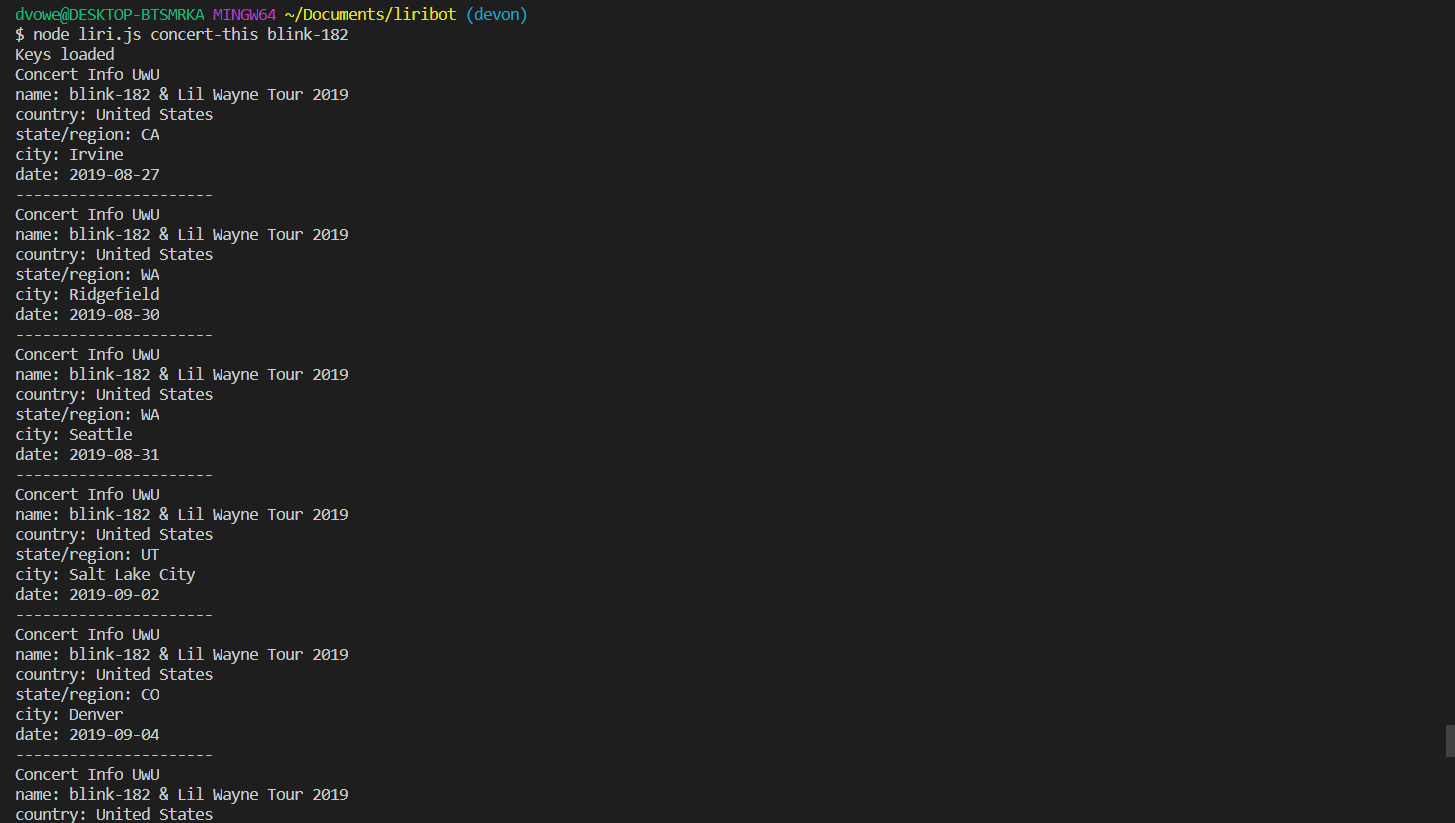 dvowe@DESKTOP-BTSMRKA MINGW64 ~/Documents/liribot (devon)
$ node liri.js concert-this blink-182
Keys loaded
Concert Info UwU
name: blink-182 & Lil Wayne Tour 2019
country: United States
state/region: CA
city: Irvine
date: 2019-08-27
----------------------
Concert Info UwU
name: blink-182 & Lil Wayne Tour 2019
country: United States
state/region: WA
city: Ridgefield
date: 2019-08-30
----------------------
Concert Info UwU
name: blink-182 & Lil Wayne Tour 2019
country: United States
state/region: WA
city: Seattle
date: 2019-08-31
----------------------
Concert Info UwU
name: blink-182 & Lil Wayne Tour 2019
country: United States
state/region: UT
city: Salt Lake City
date: 2019-09-02
----------------------
Concert Info UwU
name: blink-182 & Lil Wayne Tour 2019
country: United States
state/region: CO
city: Denver
date: 2019-09-04
----------------------
Concert Info UwU
name: blink-182 & Lil Wayne Tour 2019
country: United States